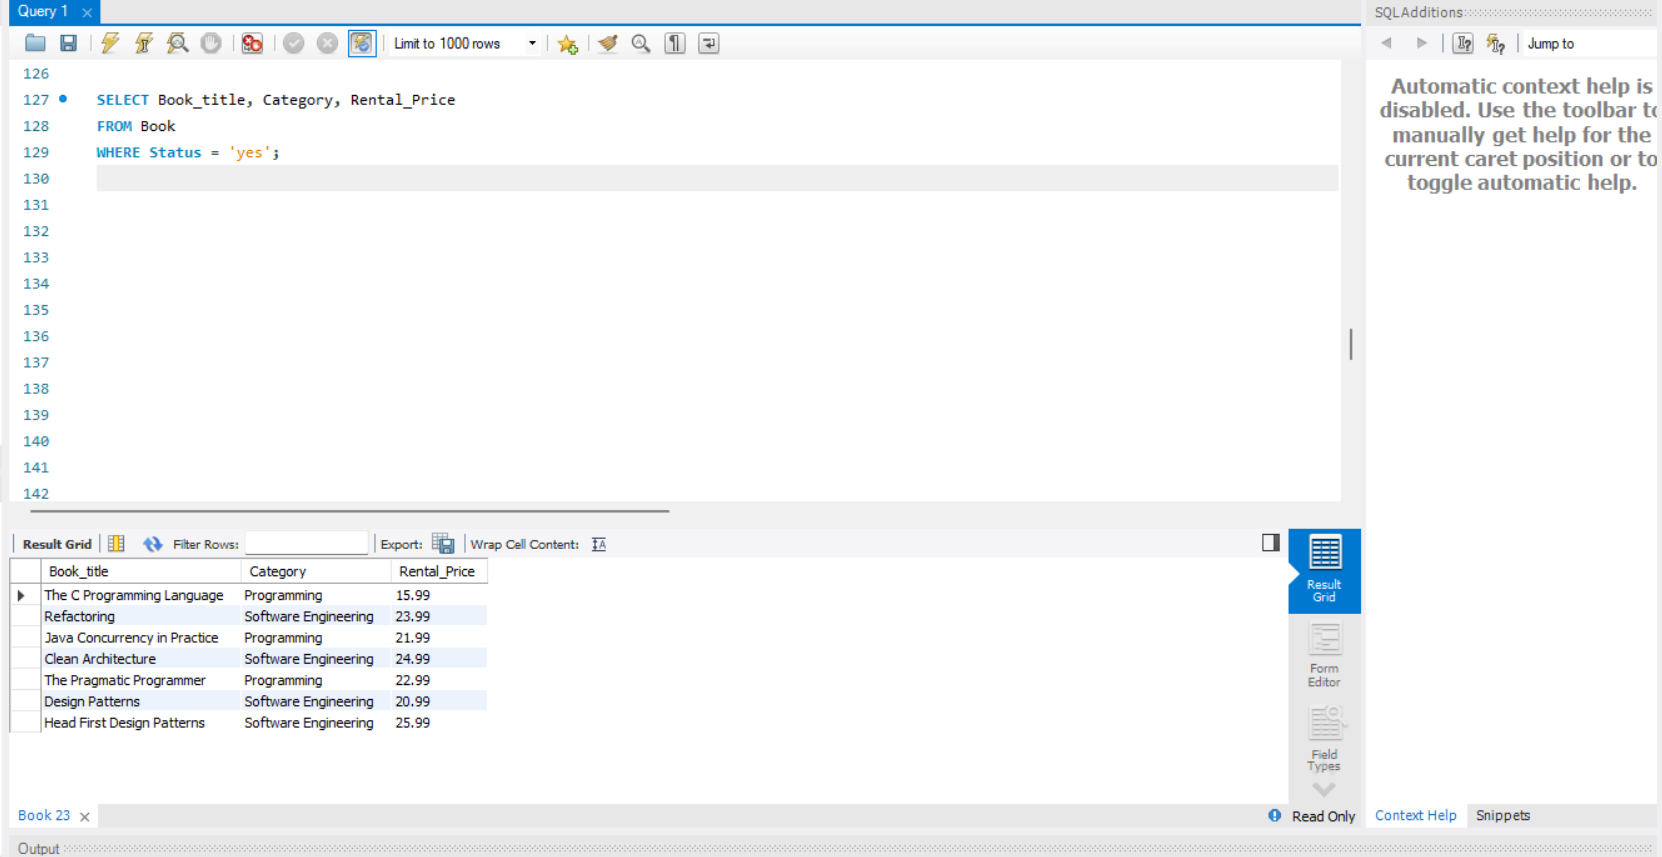 Query 1
SQLAdditions
Limit to 1000 rows
Jump to
126
127 SELECT Book_title, Category, Rental_Price
128 FROM Book
129 WHERE Status = 'yes';
130
131
132
133
134
135
136
137
138
139
140
141
142
Automatic context help is
disabled. Use the toolbar to
manually get help for the
current caret position or to
toggle automatic help.
Result Grid Filter Rows: Export: Wrap Cell Content:
Book_title Category Rental_Price
The C Programming Language Programming 15.99
Refactoring Software Engineering 23.99
Java Concurrency in Practice Programming 21.99
Clean Architecture Software Engineering 24.99
The Pragmatic Programmer Programming 22.99
Design Patterns Software Engineering 20.99
Head First Design Patterns Software Engineering 25.99
Result
Grid
Form
Editor
Field
Types
Book 23
Read Only
Context Help Snippets
Output